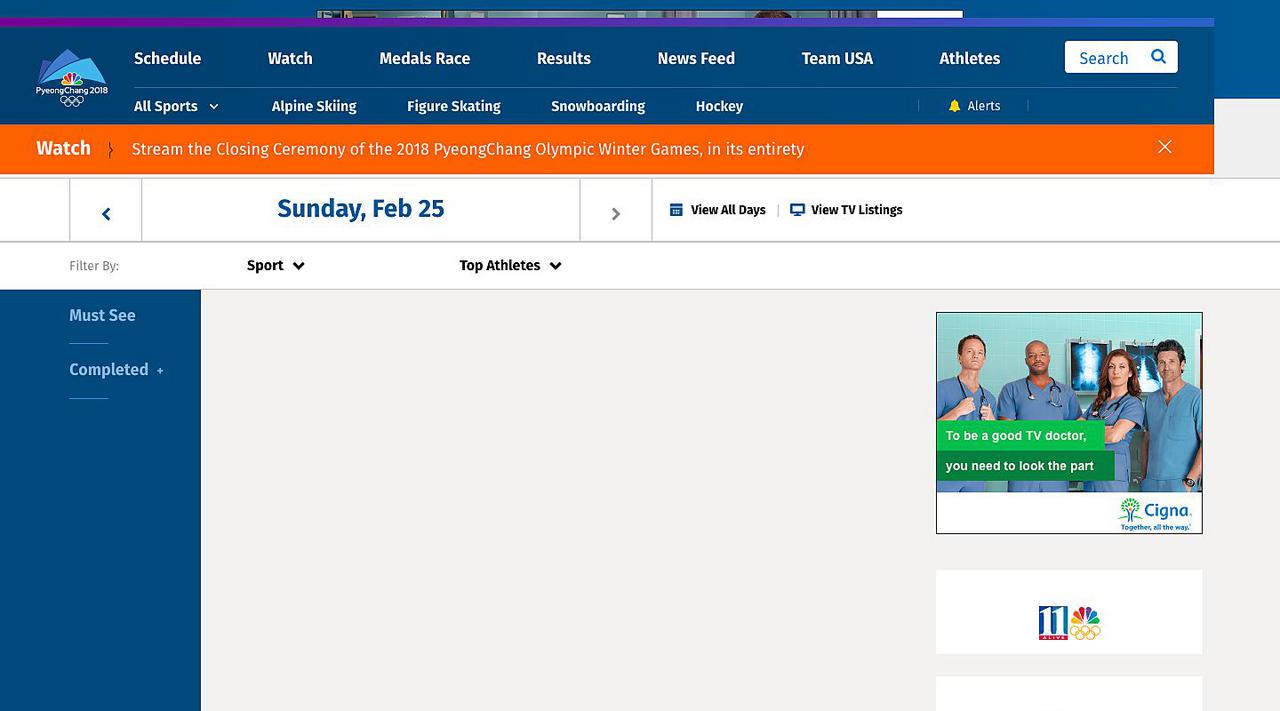 Schedule
Watch
Medals Race
Results
News Feed
Team USA
Athletes
Search
PyeongChang 2018
All Sports
Alpine Skiing
Figure Skating
Snowboarding
Hockey
Alerts
Watch
Stream the Closing Ceremony of the 2018 PyeongChang Olympic Winter Games, in its entirety
Sunday, Feb 25
View All Days
View TV Listings
Filter By:
Sport
Top Athletes
Must See
Completed +
To be a good TV doctor,
you need to look the part
Cigna.
Together, all the way.
11
ALIVE